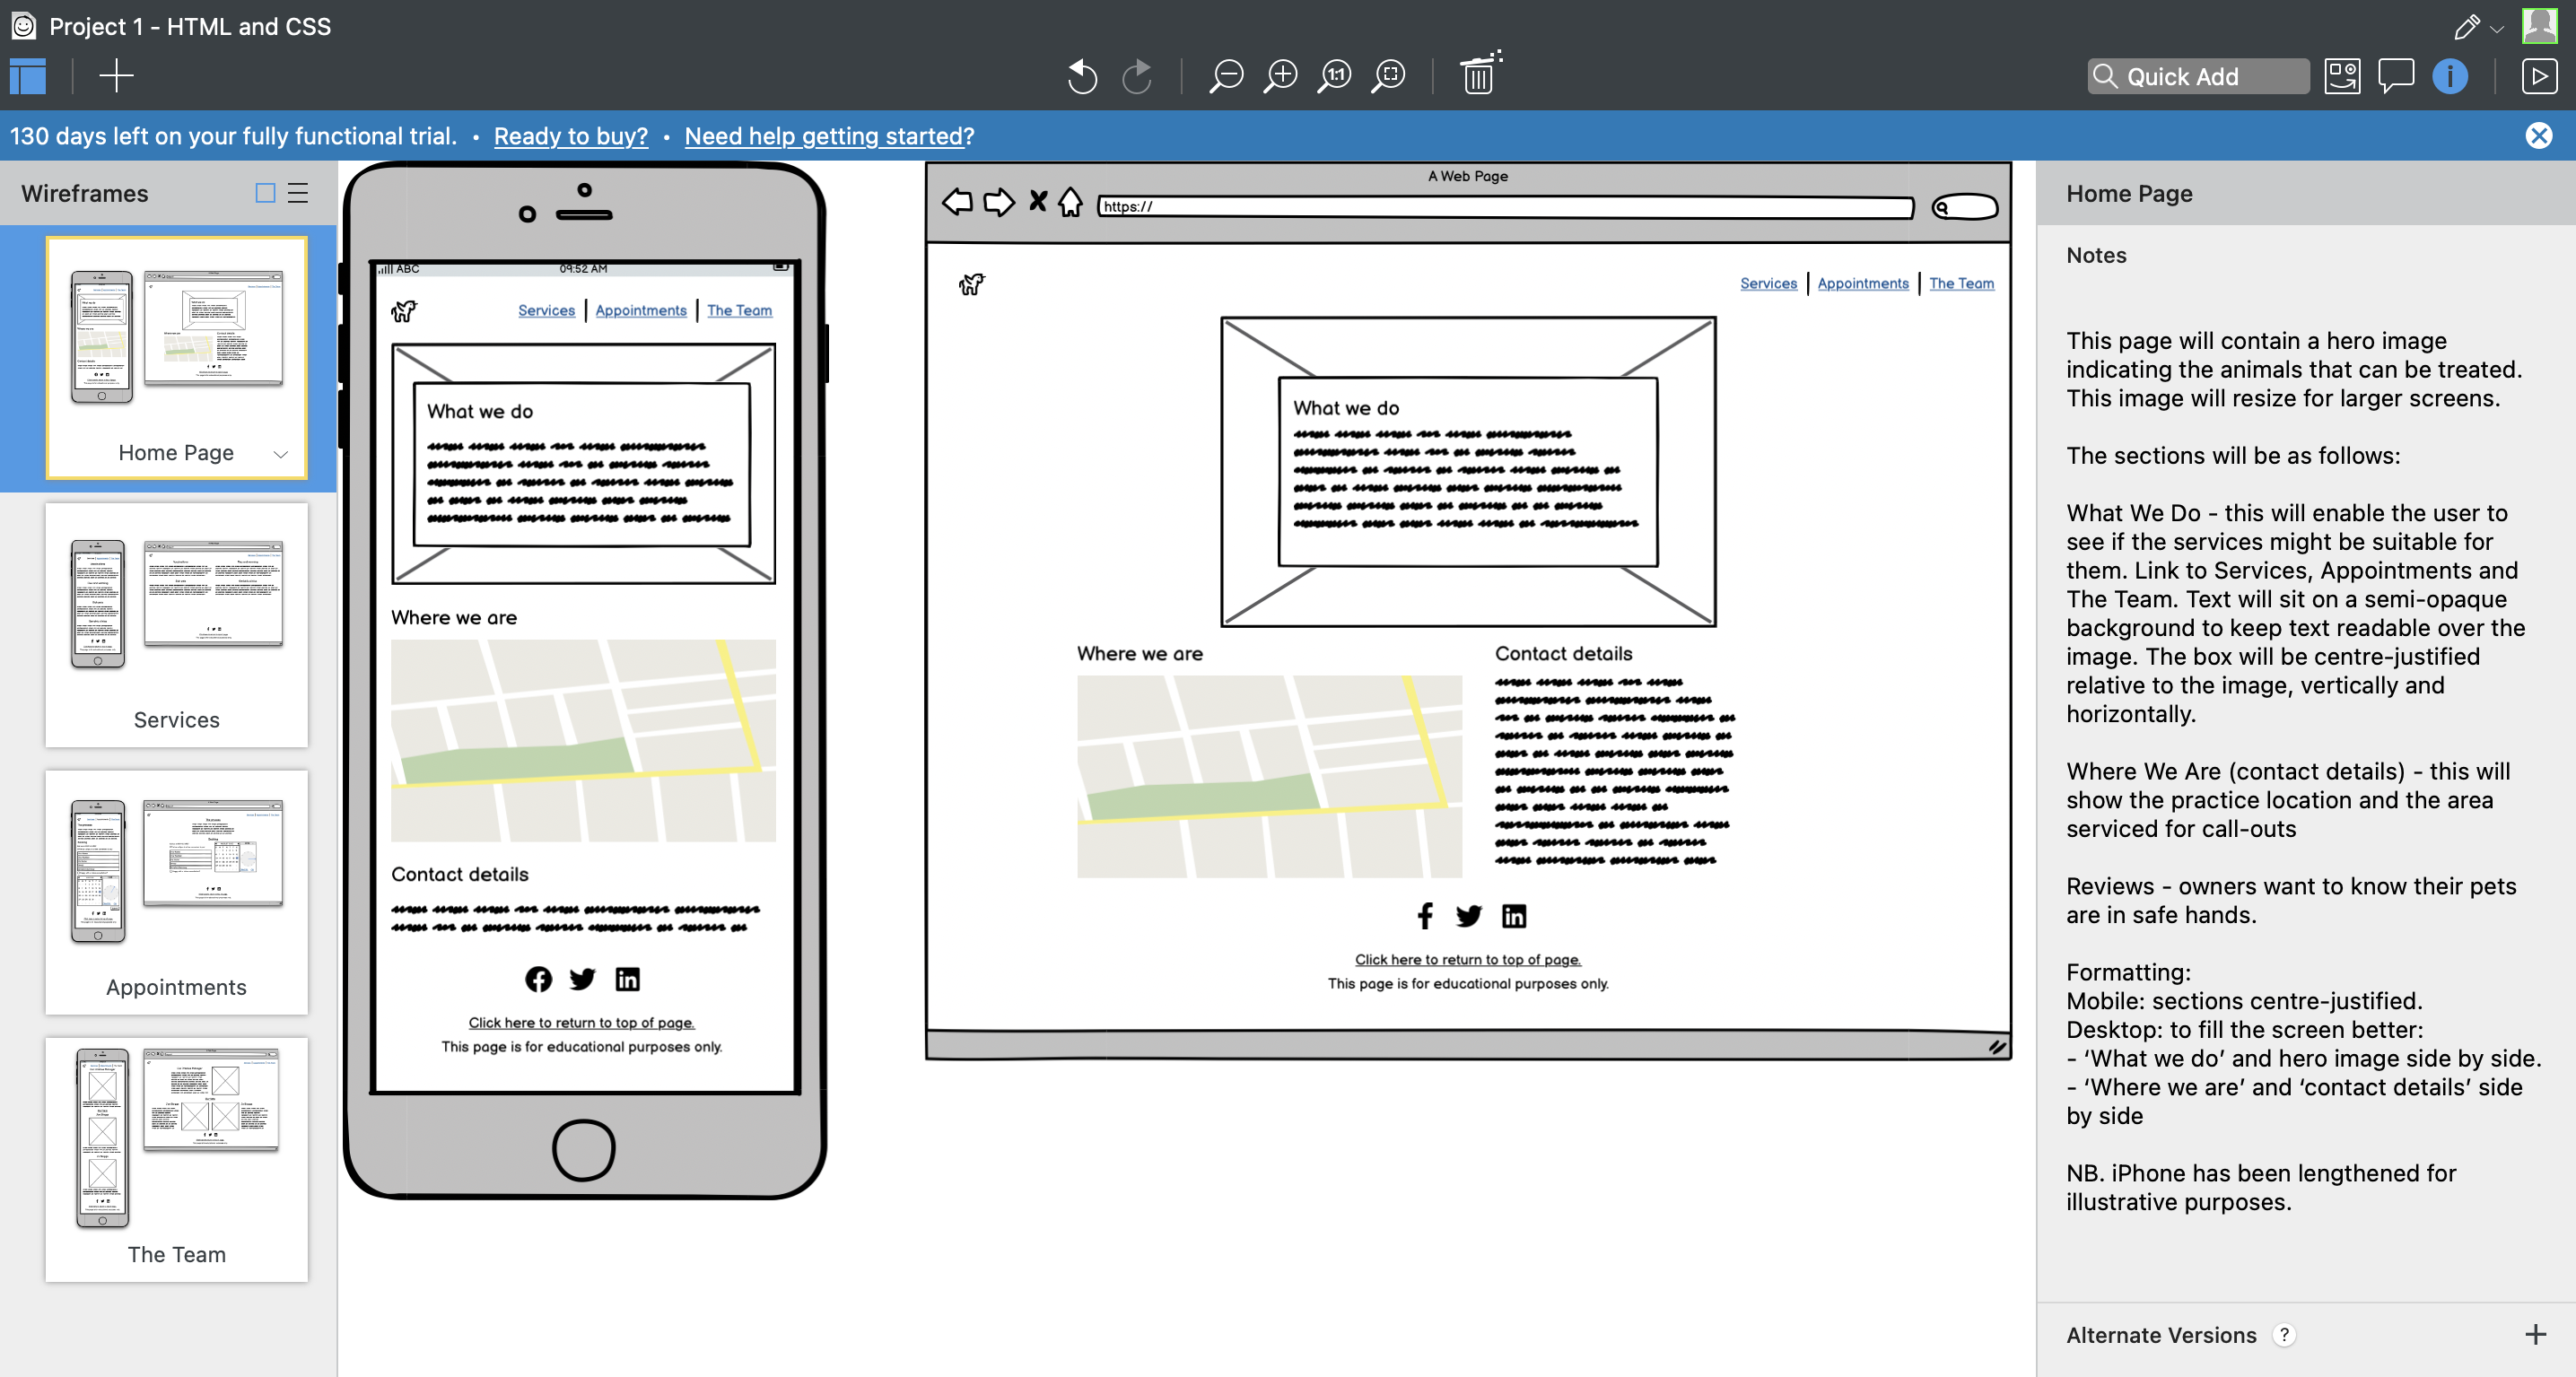 Project 1 - HTML and CSS
1:1
Quick Add
130 days left on your fully functional trial. • Ready to buy? • Need help getting started?
Wireframes
Home Page
Services
Appointments
The Team
ABC 09:52 AM
Services Appointments The Team
What we do
Where we are
Contact details
Click here to return to top of page.
This page is for educational purposes only.
A Web Page
https://
Services Appointments The Team
What we do
Where we are
Contact details
Click here to return to top of page.
This page is for educational purposes only.
Home Page
Notes
This page will contain a hero image
indicating the animals that can be treated.
This image will resize for larger screens.
The sections will be as follows:
What We Do - this will enable the user to
see if the services might be suitable for
them. Link to Services, Appointments and
The Team. Text will sit on a semi-opaque
background to keep text readable over the
image. The box will be centre-justified
relative to the image, vertically and
horizontally.
Where We Are (contact details) - this will
show the practice location and the area
serviced for call-outs
Reviews - owners want to know their pets
are in safe hands.
Formatting:
Mobile: sections centre-justified.
Desktop: to fill the screen better:
- ‘What we do’ and hero image side by side.
- ‘Where we are’ and ‘contact details’ side
by side
NB. iPhone has been lengthened for
illustrative purposes.
Alternate Versions ?